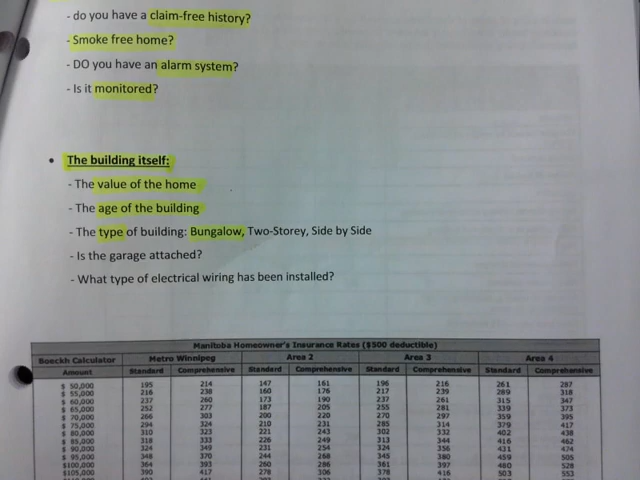 - do you have a claim-free history?
- Smoke free home?
- DO you have an alarm system?
- Is it monitored?
• The building itself:
- The value of the home
- The age of the building
- The type of building: Bungalow, Two-Storey, Side by Side
- Is the garage attached?
- What type of electrical wiring has been installed?
Manitoba Homeowner's Insurance Rates ($500 deductible)
Boeckh Calculator Metro Winnipeg Area 2 Area 3 Area 4
Amount Standard Comprehensive Standard Comprehensive Standard Comprehensive Standard Comprehensive
$ 50,000 195 214 147 161 196 216 261 287
$ 55,000 216 238 160 176 217 239 289 318
$ 60,000 237 260 173 190 237 261 315 347
$ 65,000 252 277 187 205 255 281 339 373
$ 70,000 266 303 200 220 270 297 359 395
$ 75,000 294 324 210 231 285 314 379 417
$ 80,000 310 323 221 243 302 332 402 438
$ 85,000 318 333 226 249 313 344 416 462
$ 90,000 324 349 231 254 324 356 431 474
$ 95,000 348 370 244 268 345 380 459 505
$100,000 364 393 260 286 361 397 480 528
$105,000 390 417 278 306 378 416 503 553